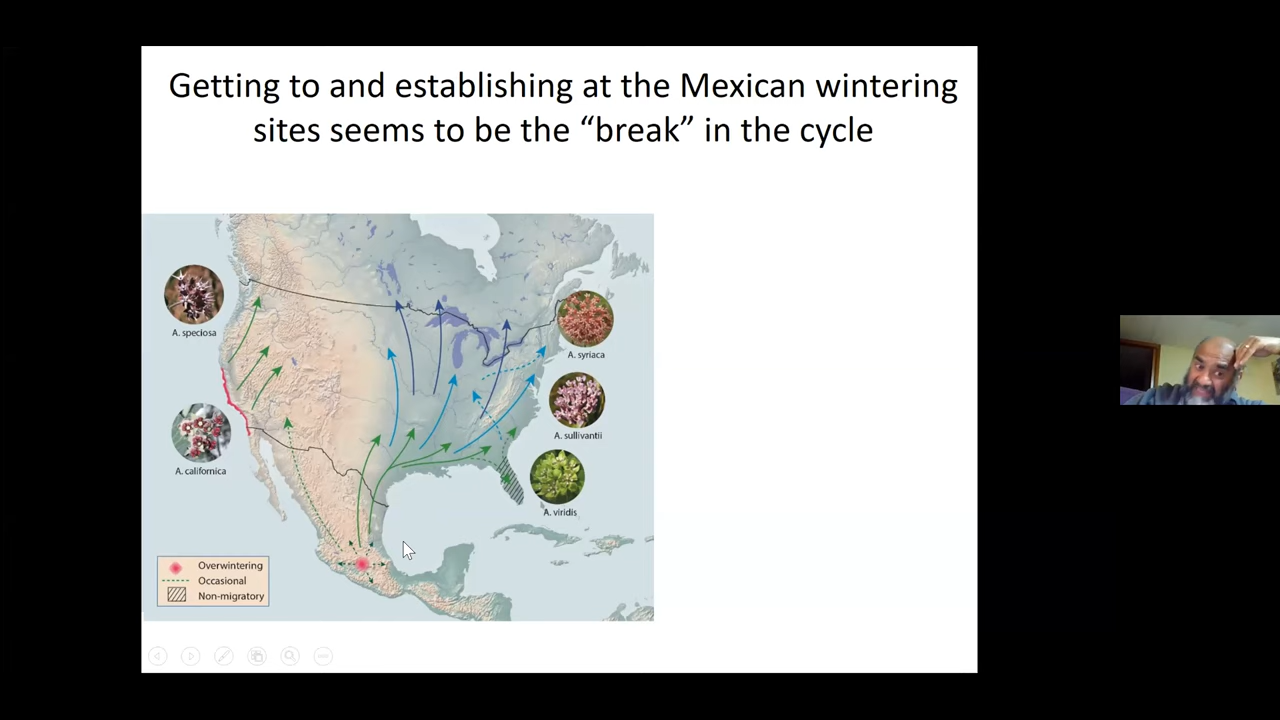 Getting to and establishing at the Mexican wintering
sites seems to be the “break” in the cycle
A. speciosa
A. syriaca
A. sullivantii
A. californica
A. viridis
Overwintering
Occasional
Non-migratory